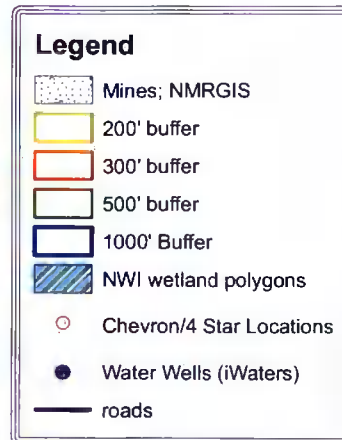 Legend
Mines; NMRGIS
200' buffer
300' buffer
500' buffer
1000' Buffer
NWI wetland polygons
Chevron/4 Star Locations
Water Wells (iWaters)
roads